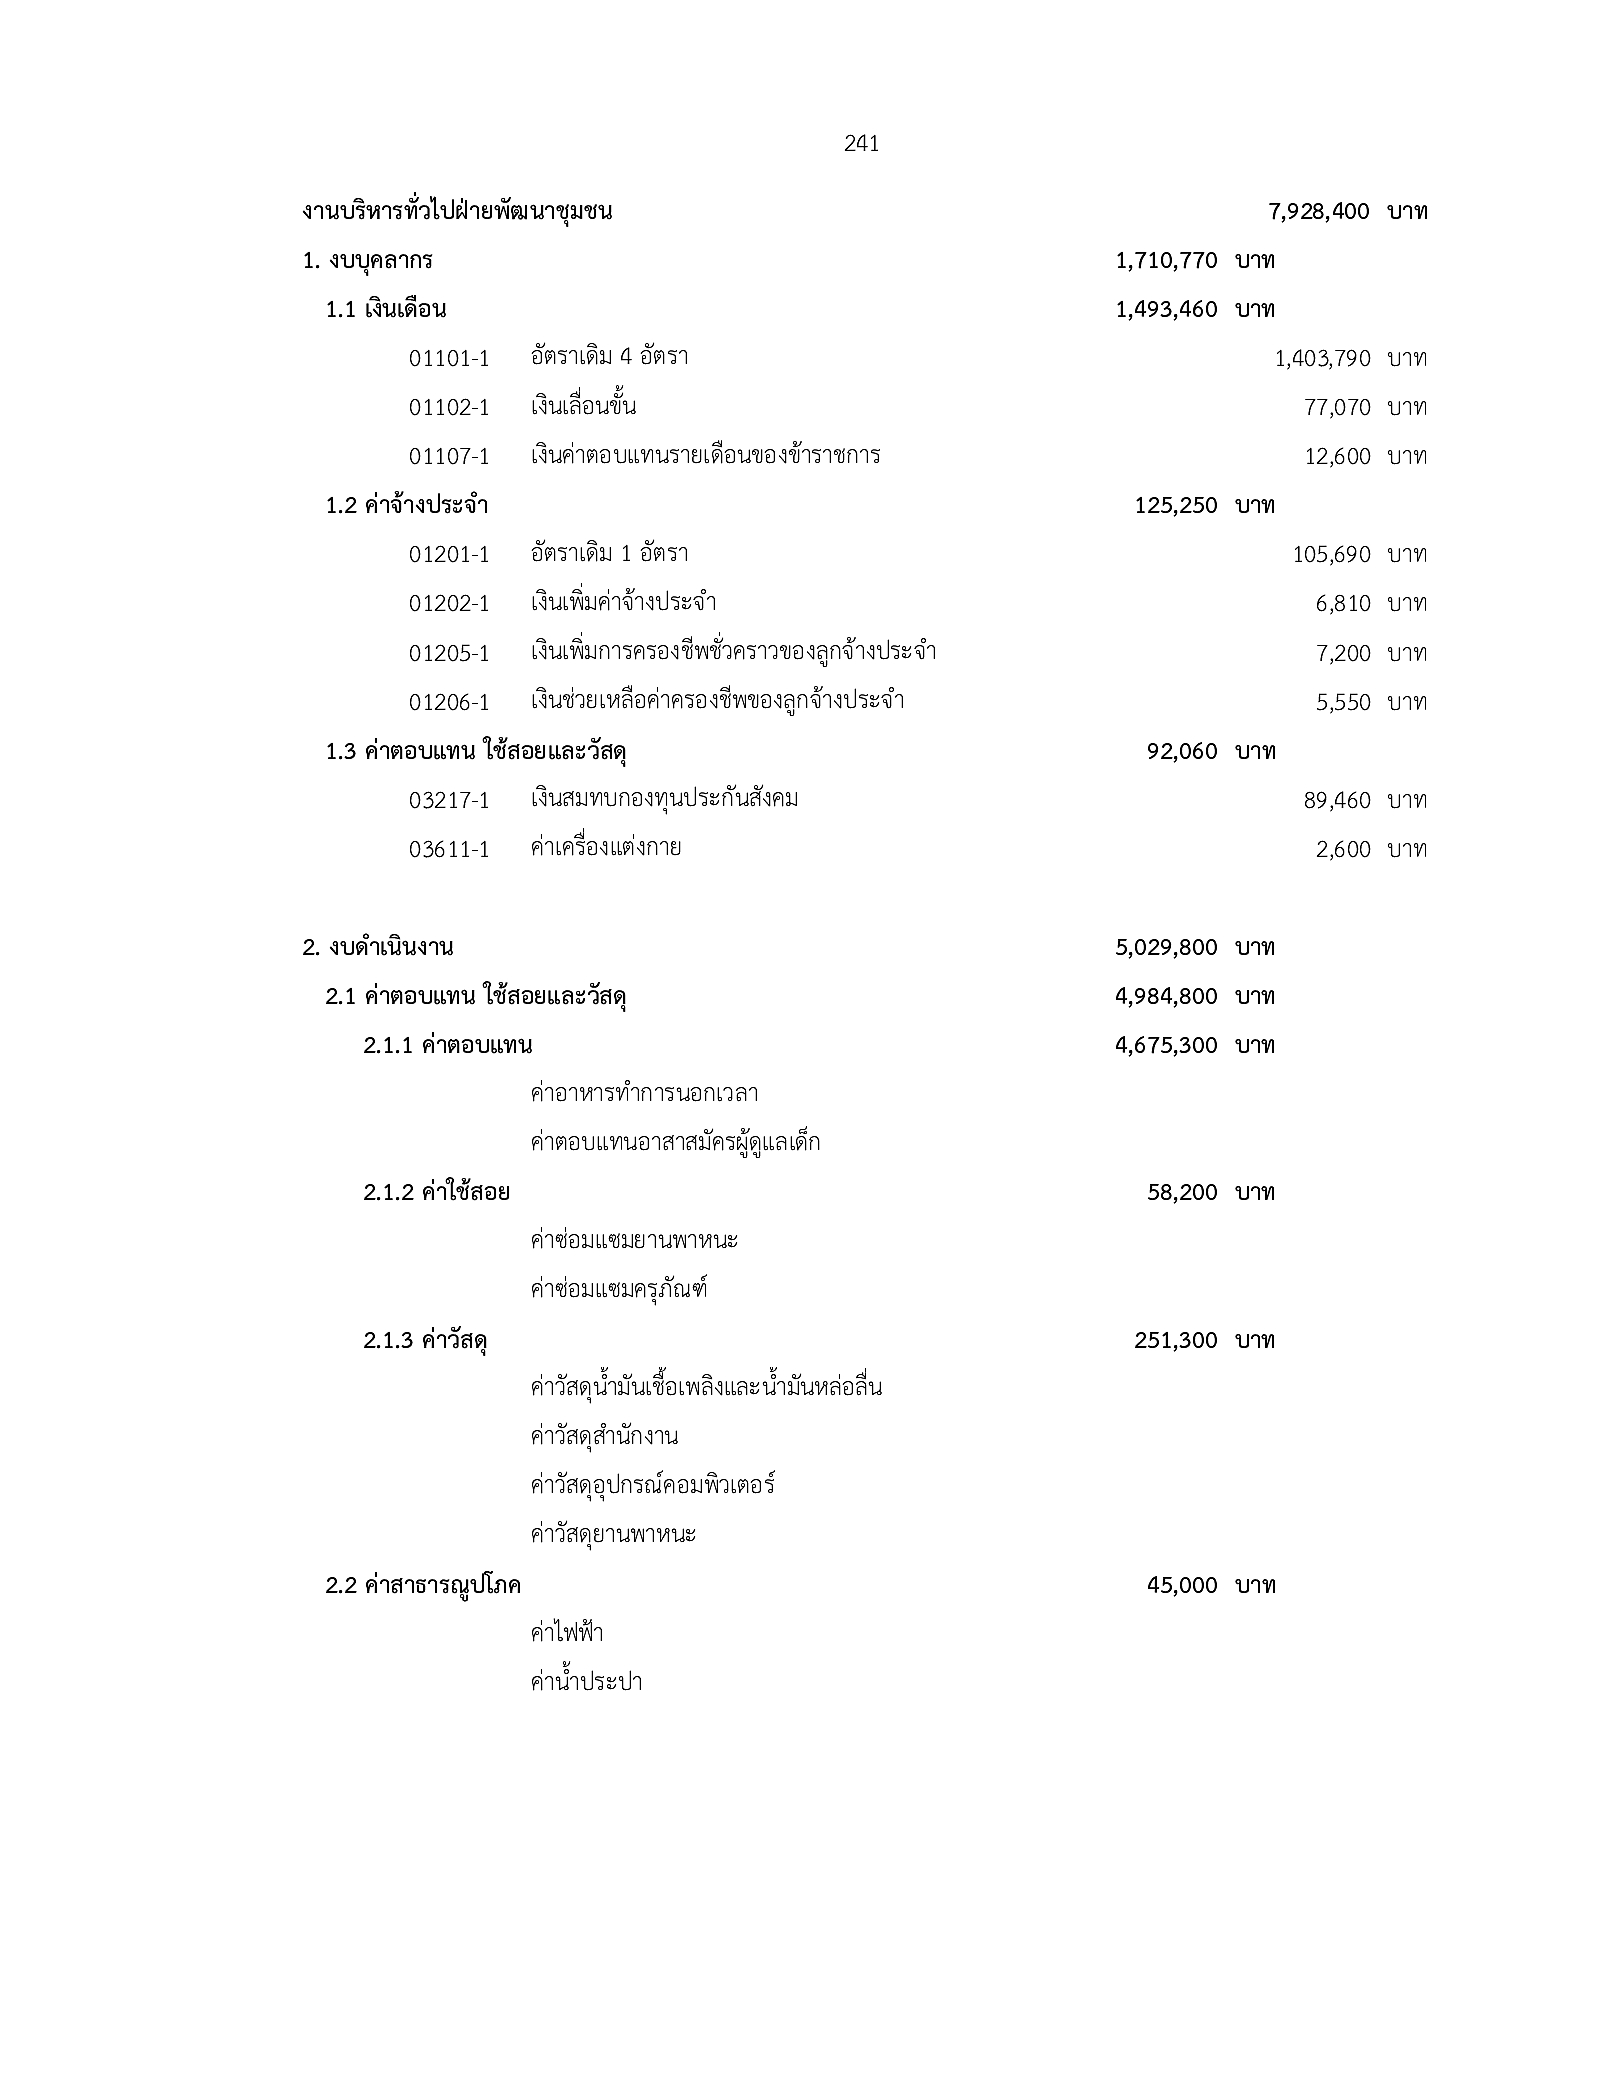 241
งานบริหารทั่วไปฝ่ายพัฒนาชุมชน 7,928,400 บาท
1. งบบุคลากร 1,710,770 บาท
1.1 เงินเดือน 1,493,460 บาท
01101-1 อัตราเดิม 4 อัตรา 1,403,790 บาท
01102-1 เงินเลื่อนขั้น 77,070 บาท
01107-1 เงินค่าตอบแทนรายเดือนของข้าราชการ 12,600 บาท
1.2 ค่าจ้างประจำ 125,250 บาท
01201-1 อัตราเดิม 1 อัตรา 105,690 บาท
01202-1 เงินเพิ่มค่าจ้างประจำ 6,810 บาท
01205-1 เงินเพิ่มการครองชีพชั่วคราวของลูกจ้างประจำ 7,200 บาท
01206-1 เงินช่วยเหลือค่าครองชีพของลูกจ้างประจำ 5,550 บาท
1.3 ค่าตอบแทน ใช้สอยและวัสดุ 92,060 บาท
03217-1 เงินสมทบกองทุนประกันสังคม 89,460 บาท
03611-1 ค่าเครื่องแต่งกาย 2,600 บาท
2. งบดำเนินงาน 5,029,800 บาท
2.1 ค่าตอบแทน ใช้สอยและวัสดุ 4,984,800 บาท
2.1.1 ค่าตอบแทน 4,675,300 บาท
ค่าอาหารทำการนอกเวลา
ค่าตอบแทนอาสาสมัครผู้ดูแลเด็ก
2.1.2 ค่าใช้สอย 58,200 บาท
ค่าซ่อมแซมยานพาหนะ
ค่าซ่อมแซมครุภัณฑ์
2.1.3 ค่าวัสดุ 251,300 บาท
ค่าวัสดุน้ำมันเชื้อเพลิงและน้ำมันหล่อลื่น
ค่าวัสดุสำนักงาน
ค่าวัสดุอุปกรณ์คอมพิวเตอร์
ค่าวัสดุยานพาหนะ
2.2 ค่าสาธารณูปโภค 45,000 บาท
ค่าไฟฟ้า
ค่าน้ำประปา